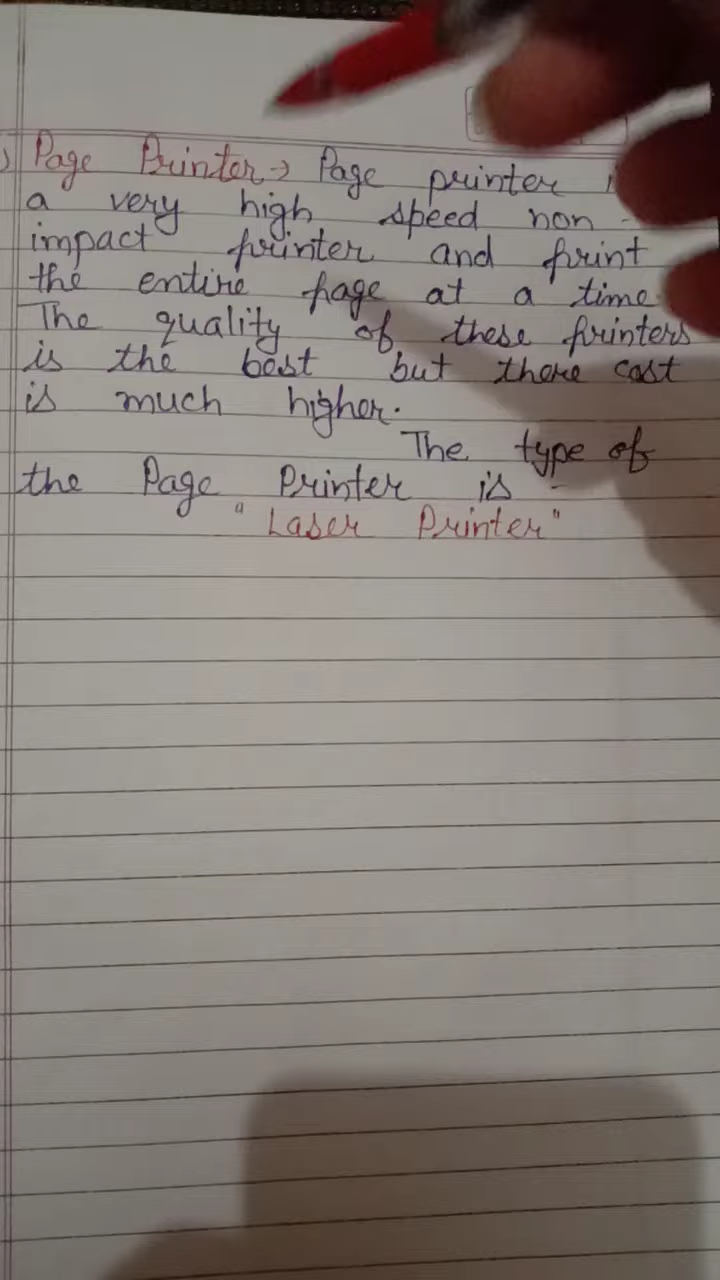 Page Printer → Page printer
a very high speed non -
impact printer and print
the entire page at a time
The quality of these printers
is the best but there cost
is much higher.
The type of
the Page Printer is -
"Laser Printer"